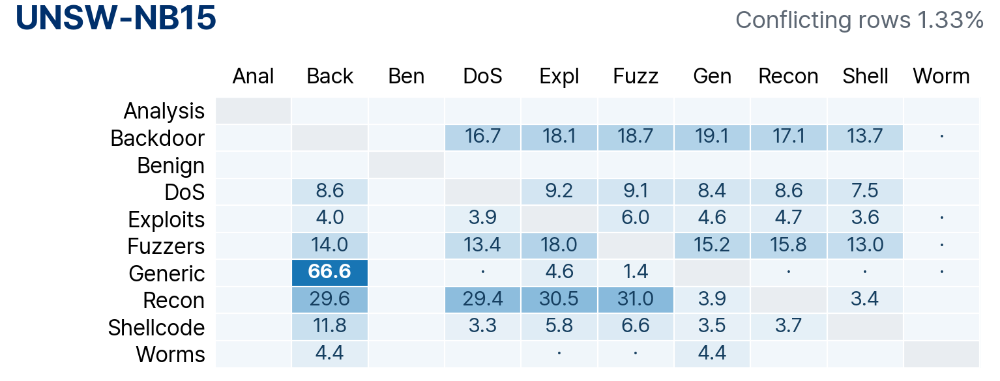 UNSW-NB15 Conflicting rows 1.33%
Anal Back Ben DoS Expl Fuzz Gen Recon Shell Worm
Analysis
Backdoor 16.7 18.1 18.7 19.1 17.1 13.7 ·
Benign
DoS 8.6 9.2 9.1 8.4 8.6 7.5
Exploits 4.0 3.9 6.0 4.6 4.7 3.6 ·
Fuzzers 14.0 13.4 18.0 15.2 15.8 13.0 ·
Generic 66.6 · 4.6 1.4 · · ·
Recon 29.6 29.4 30.5 31.0 3.9 3.4
Shellcode 11.8 3.3 5.8 6.6 3.5 3.7
Worms 4.4 · · 4.4